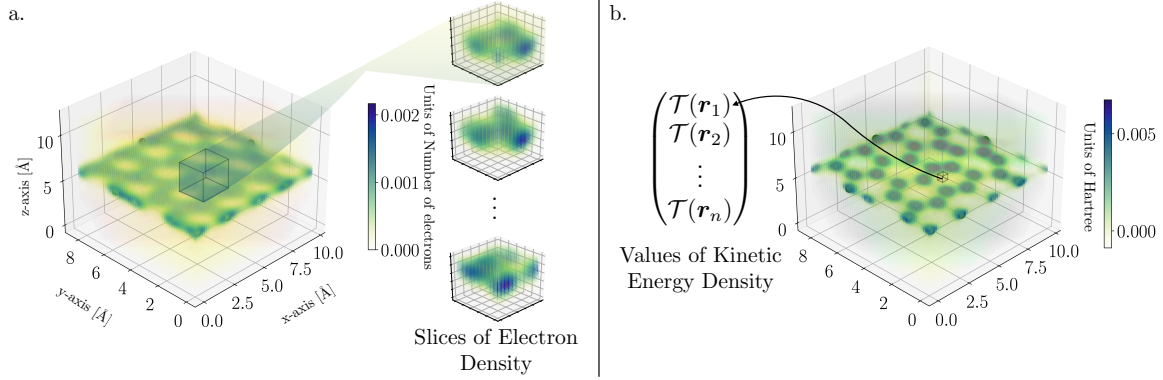 a.
z-axis [Å]
10
5
0
8
6
4
2
0
y-axis [Å]
0.0
2.5
5.0
7.5
10.0
x-axis [Å]
0.002
0.001
0.000
Units of Number of electrons
⋮
Slices of Electron
Density
b.
𝒯(r₁)
𝒯(r₂)
⋮
𝒯(rₙ)
Values of Kinetic
Energy Density
10
5
0
8
6
4
2
0
0.0
2.5
5.0
7.5
10.0
Units of Hartree
0.005
0.000